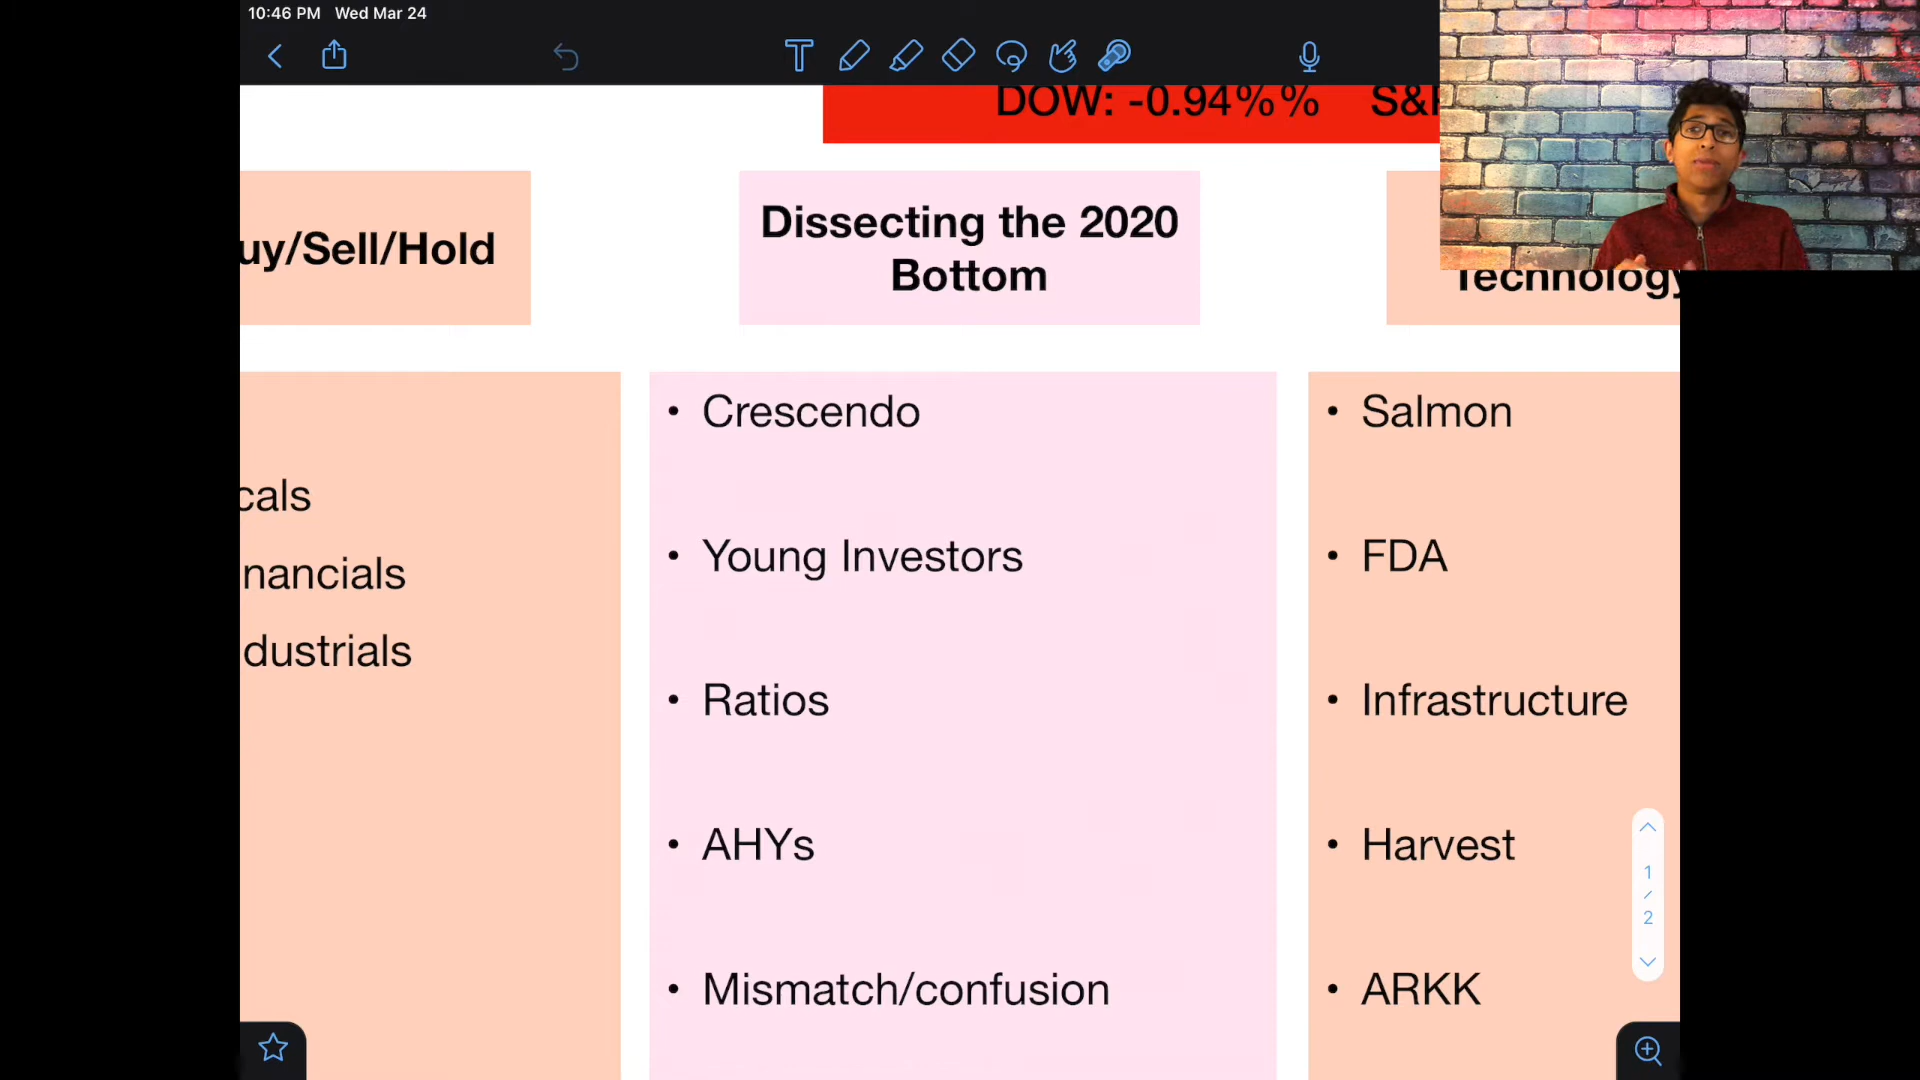 10:46 PM Wed Mar 24
DOW: -0.94%%
uy/Sell/Hold
Dissecting the 2020
Bottom
Technology
cals
nancials
dustrials
• Crescendo
• Young Investors
• Ratios
• AHYs
• Mismatch/confusion
• Salmon
• FDA
• Infrastructure
• Harvest
• ARKK
1
/
2